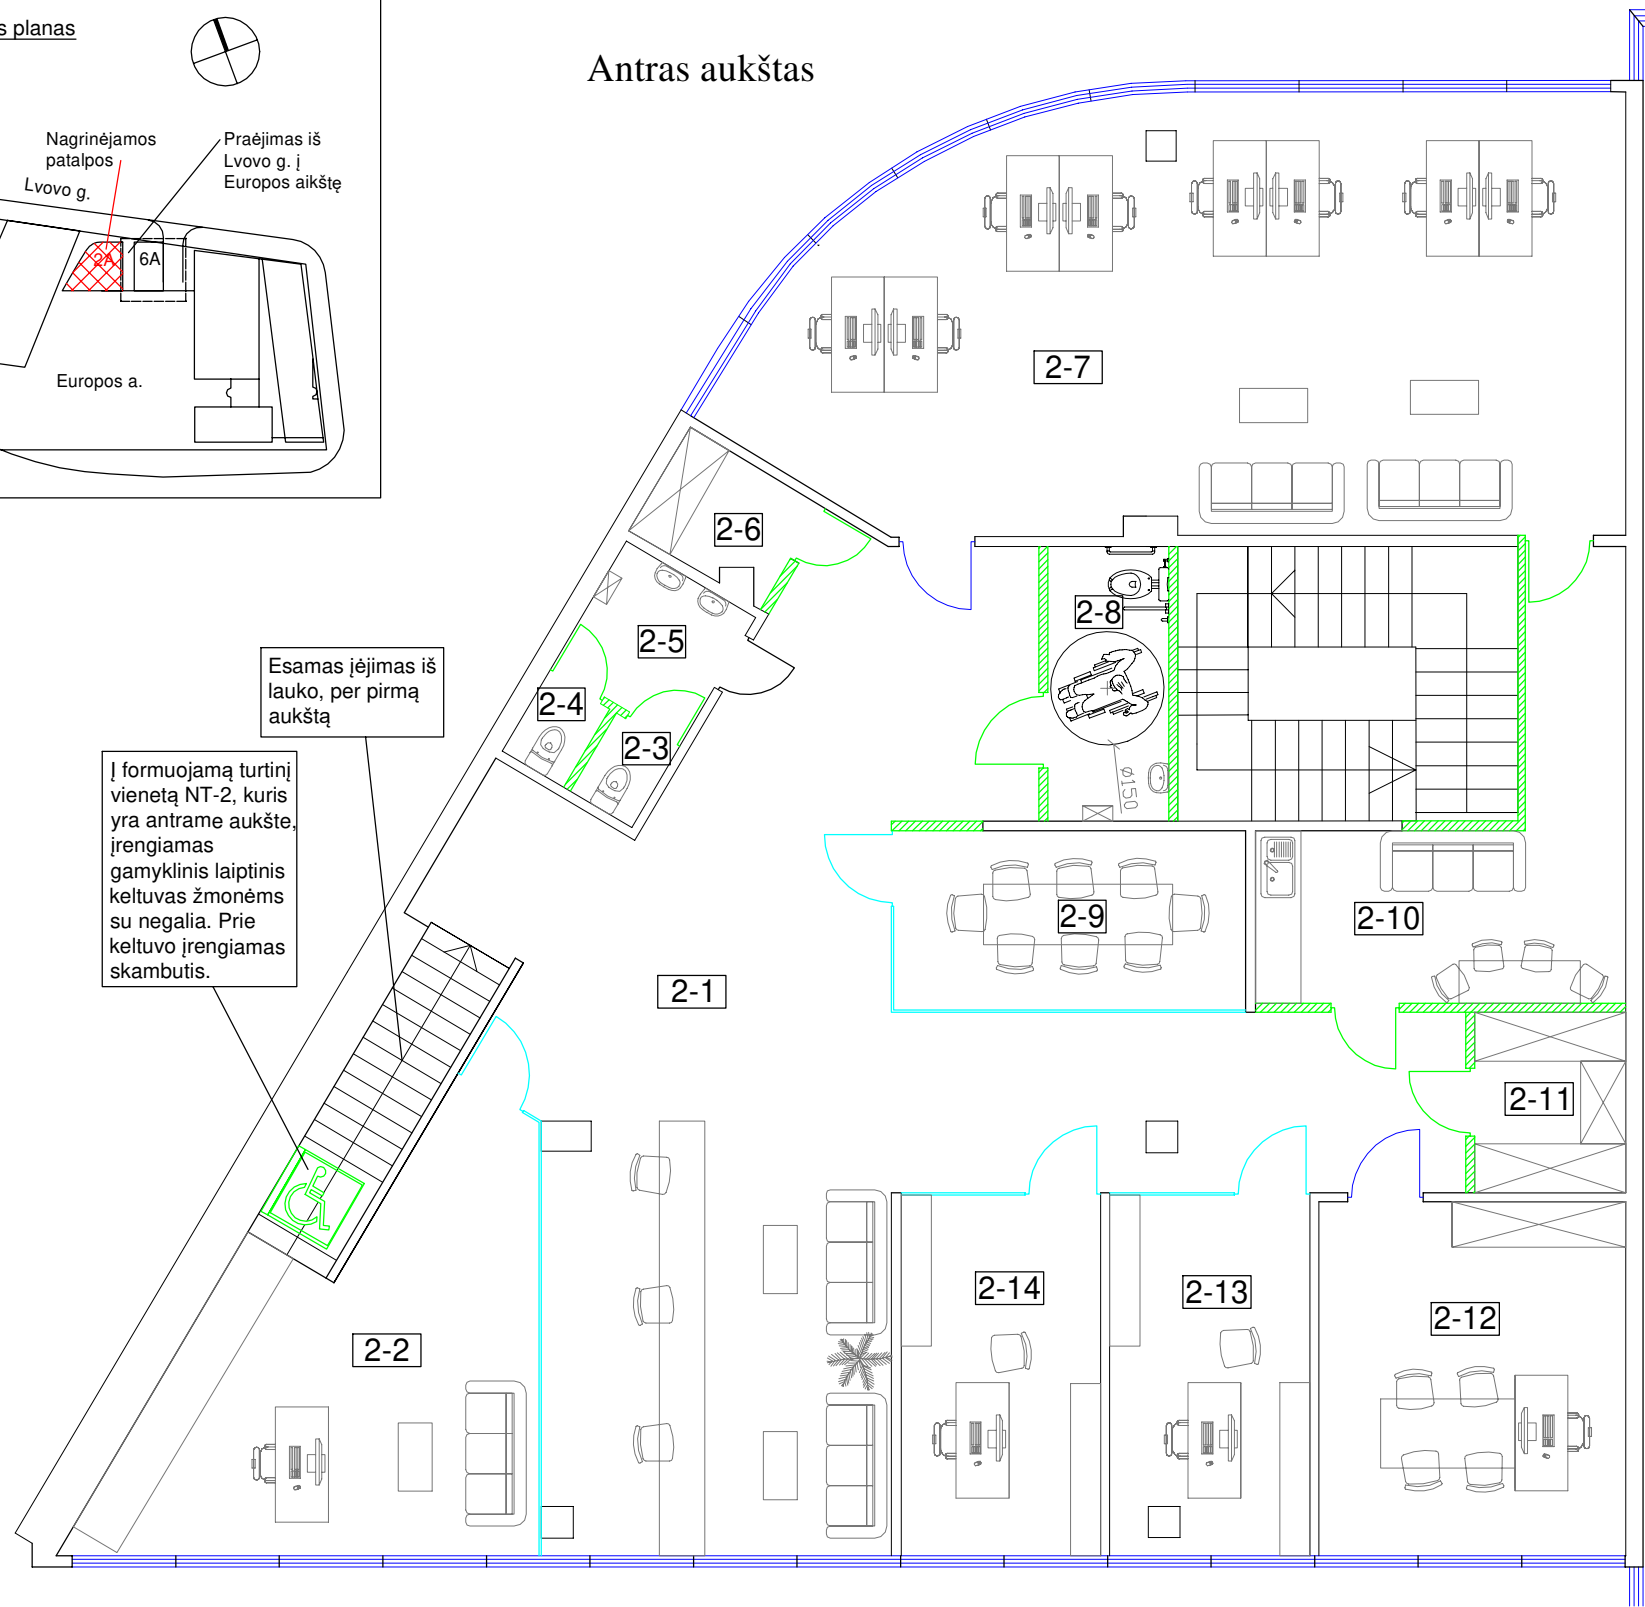 s planas
Antras aukštas
Nagrinėjamos
patalpos
Praėjimas iš
Lvovo g. į
Europos aikštę
Lvovo g.
2A
6A
Europos a.
2-7
2-6
2-8
2-5
Esamas įėjimas iš
lauko, per pirmą
aukštą
2-4
2-3
Į formuojamą turtinį
vienetą NT-2, kuris
yra antrame aukšte,
įrengiamas
gamyklinis laiptinis
keltuvas žmonėms
su negalia. Prie
keltuvo įrengiamas
skambutis.
Ø150
2-9
2-10
2-1
2-11
2-14
2-13
2-12
2-2